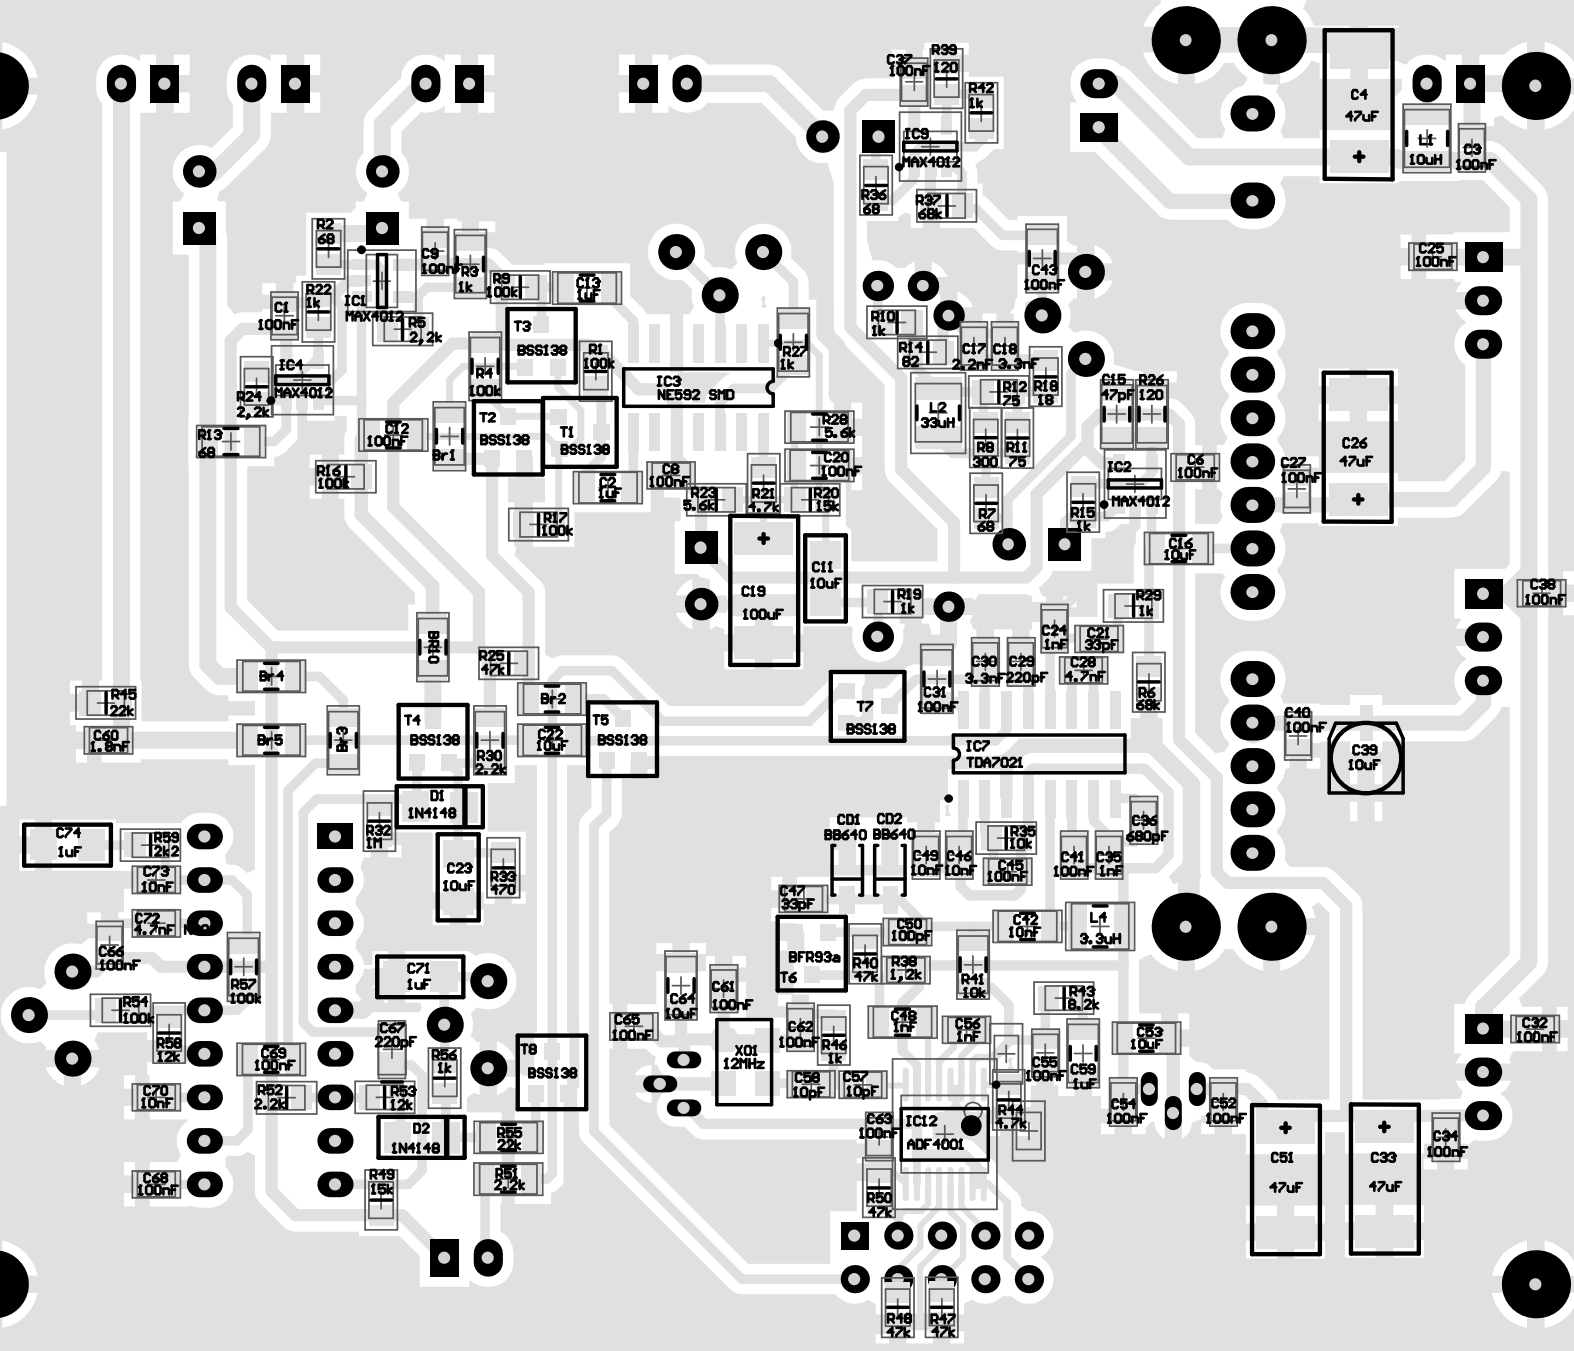 R39
120
C37
100nF
R42
1k
IC9
MAX4012
R36
68
R37
68k
C4
47uF
L1
10uH
C3
100nF
R2
68
C9
100nF
R3
1k
R9
100k
C13
1uF
C43
100nF
C25
100nF
R22
1k
IC1
MAX4012
C1
100nF
R5
2,2k
T3
BSS138
R1
100k
R4
100k
R27
1k
R10
1k
R14
82
C17
2.2nF
C18
3.3nF
IC4
MAX4012
R24
2,2k
IC3
NE592 SMD
R12
75
R18
18
C15
47pF
R26
120
L2
33uH
R13
68
C12
100nF
Br1
T2
BSS138
T1
BSS138
R28
5.6k
C20
100nF
R8
300
R11
75
IC2
MAX4012
C6
100nF
C27
100nF
C26
47uF
R16
100k
C2
1uF
C8
100nF
R23
5.6k
R21
4.7k
R20
15k
R7
68
R15
1k
R17
100k
C16
10uF
C19
100uF
C11
10uF
R19
1k
R29
1k
C38
100nF
BR10
R25
47k
C24
1nF
C21
33pF
C30
3.3nF
C29
220pF
C28
4.7nF
R6
68k
C31
100nF
Br4
Br2
R45
22k
C60
1.8nF
Br5
Br3
T4
BSS138
R30
2.2k
C22
10uF
T5
BSS138
T7
BSS138
IC7
TDA7021
C40
100nF
C39
10uF
D1
1N4148
R32
1M
C23
10uF
R33
470
C74
1uF
R59
2k2
C73
10nF
C72
4.7nF
CD1
BB640
CD2
BB640
C49
10nF
C46
10nF
R35
10k
C45
100nF
C41
100nF
C35
1nF
C36
680pF
C47
33pF
C50
100pF
C42
10nF
L4
3.3uH
BFR93a
T6
R40
47k
R38
1,2k
R41
10k
C66
100nF
R57
100k
C71
1uF
C64
10uF
C61
100nF
R43
8.2k
R54
100k
R58
12k
C67
220pF
C65
100nF
XO1
12MHz
C62
100nF
R46
1k
C48
1nF
C56
1nF
C55
100nF
C59
1uF
C53
10uF
C32
100nF
C69
100nF
R56
1k
T8
BSS138
C58
10pF
C57
10pF
C70
10nF
R52
2.2k
R53
12k
R44
4.7k
C54
100nF
C52
100nF
C63
100nF
IC12
ADF4001
D2
1N4148
R55
22k
R51
2.2k
C68
100nF
R49
15k
R50
47k
C51
47uF
C33
47uF
C34
100nF
R48
47k
R47
47k